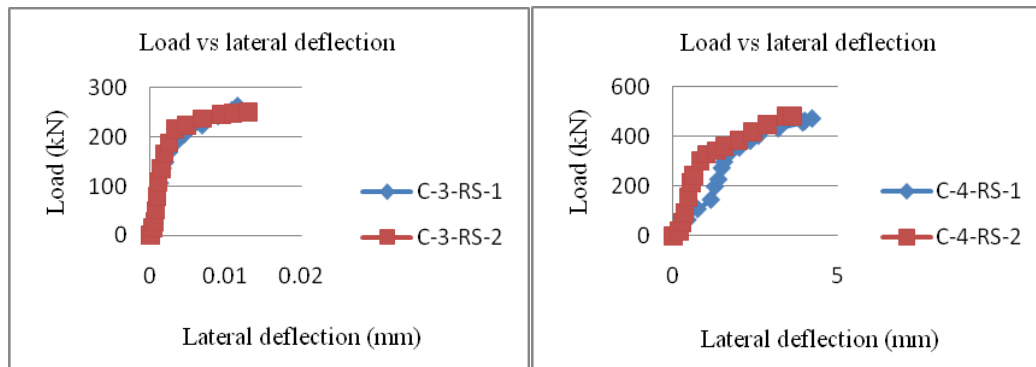 Load vs lateral deflection
300
200
100
0
Load (kN)
C-3-RS-1
C-3-RS-2
0 0.01 0.02
Lateral deflection (mm)
Load vs lateral deflection
600
400
200
0
Load (kN)
C-4-RS-1
C-4-RS-2
0 5
Lateral deflection (mm)